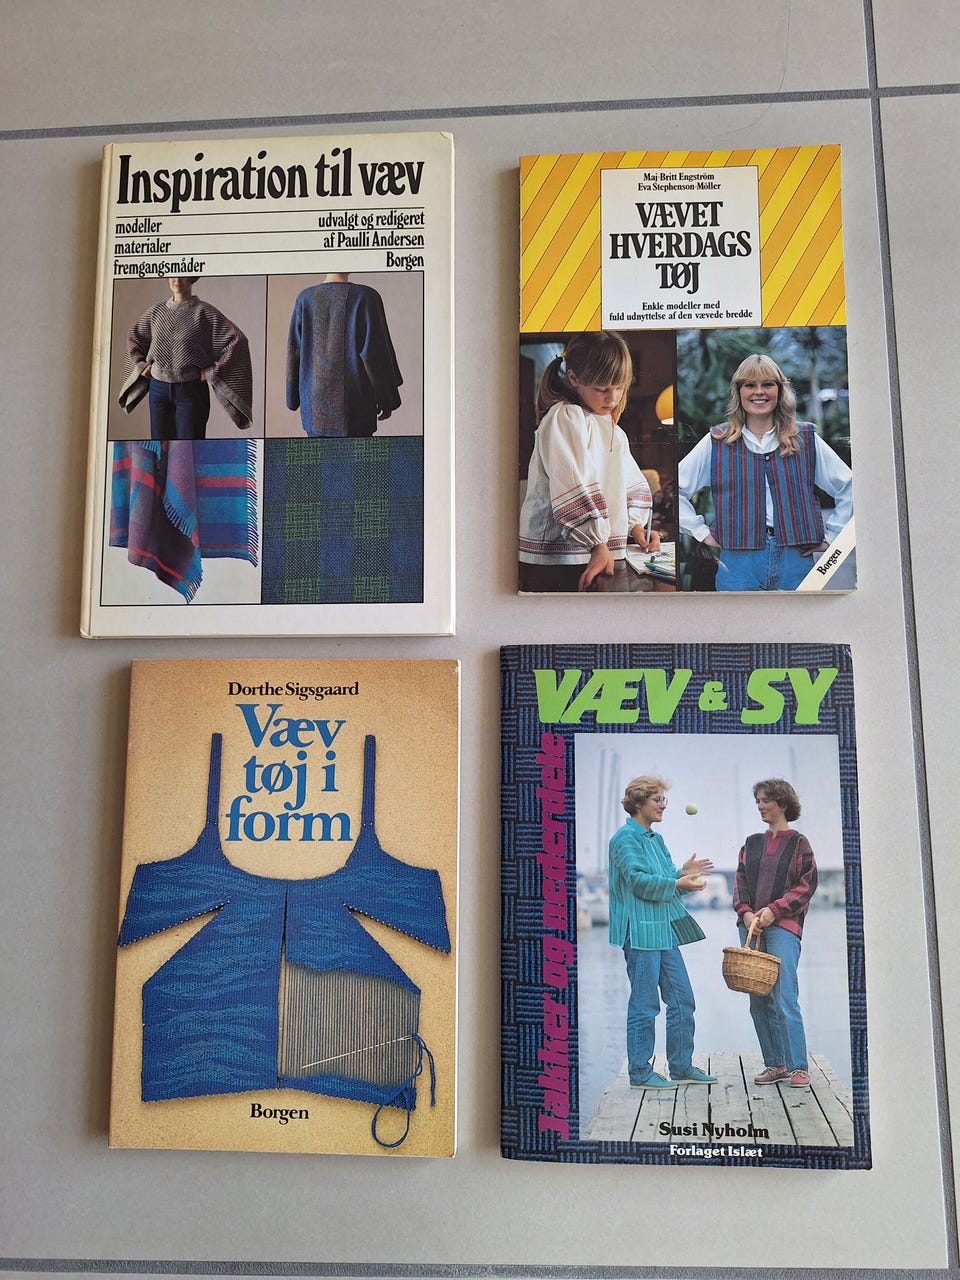 Inspiration til væv
modeller
materialer
fremgangsmåder
udvalgt og redigeret
af Paulli Andersen
Borgen
Maj-Britt Engström
Eva Stephenson-Möller
VÆVET
HVERDAGS
TØJ
Enkle modeller med
fuld udnyttelse af den vævede bredde
Borgen
Dorthe Sigsgaard
Væv
tøj i
form
Borgen
VÆV & SY
Jakker og nederdele
Susi Nyholm
Forlaget Islæt